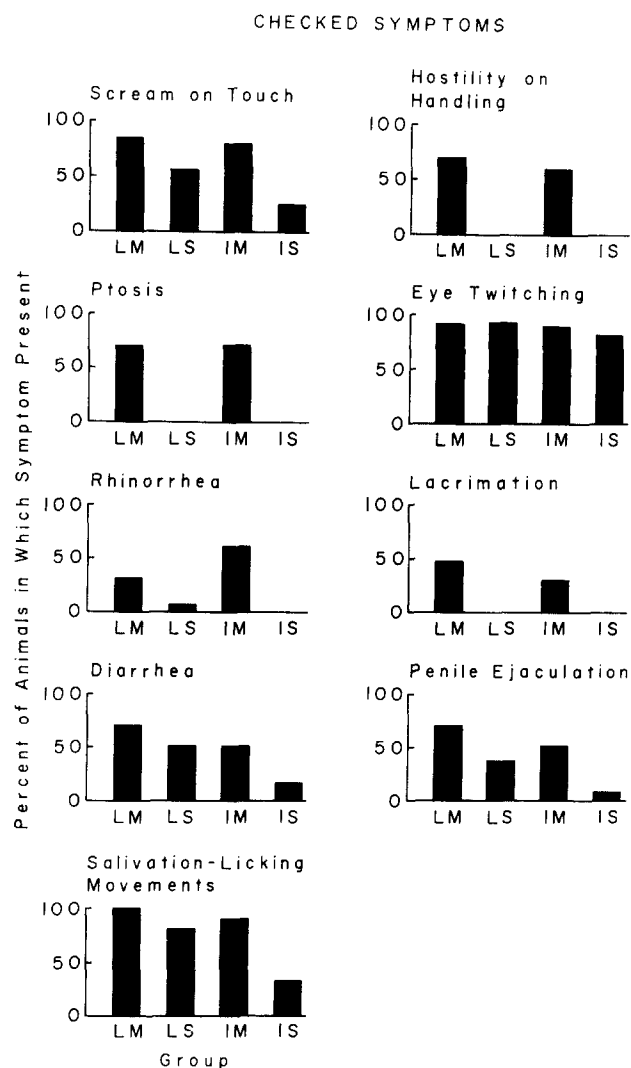 CHECKED SYMPTOMS
Percent of Animals in Which Symptom Present
Scream on Touch
100
50
0
LM LS IM IS
Hostility on
Handling
100
50
0
LM LS IM IS
Ptosis
100
50
0
LM LS IM IS
Eye Twitching
100
50
0
LM LS IM IS
Rhinorrhea
100
50
0
LM LS IM IS
Lacrimation
100
50
0
LM LS IM IS
Diarrhea
100
50
0
LM LS IM IS
Penile Ejaculation
100
50
0
LM LS IM IS
Salivation-Licking
Movements
100
50
0
LM LS IM IS
Group